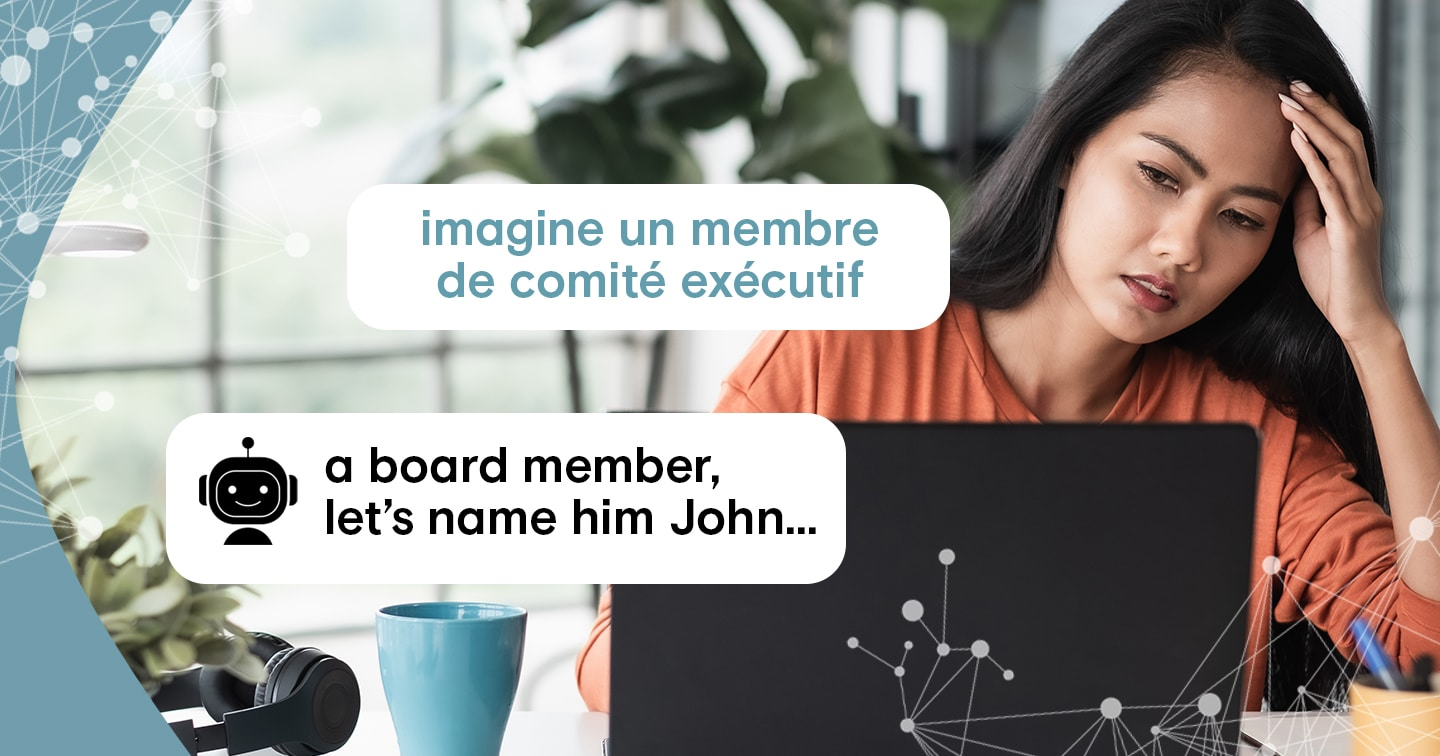 imagine un membre
de comité exécutif
a board member,
let’s name him John...